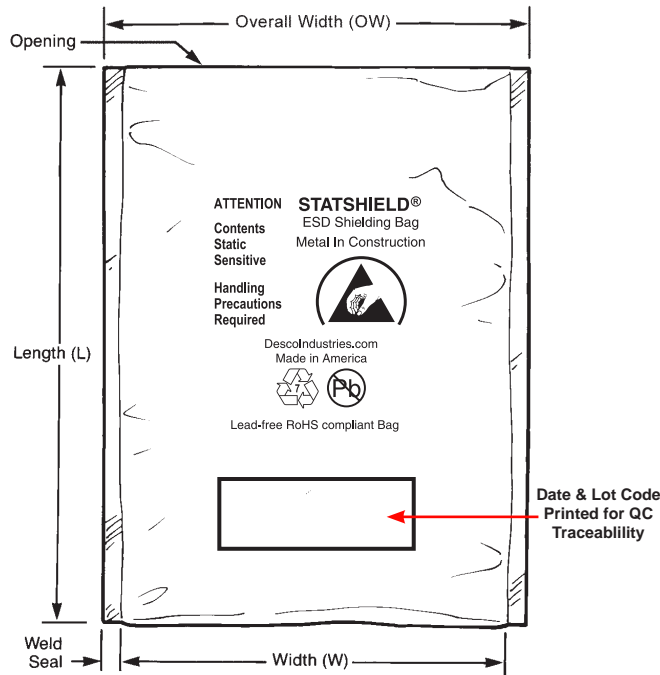 Overall Width (OW)
Opening
ATTENTION
Contents
Static
Sensitive
Handling
Precautions
Required
STATSHIELD®
ESD Shielding Bag
Metal In Construction
DescoIndustries.com
Made in America
7
Pb
Lead-free RoHS compliant Bag
Length (L)
Date & Lot Code
Printed for QC
Traceablility
Weld
Seal
Width (W)